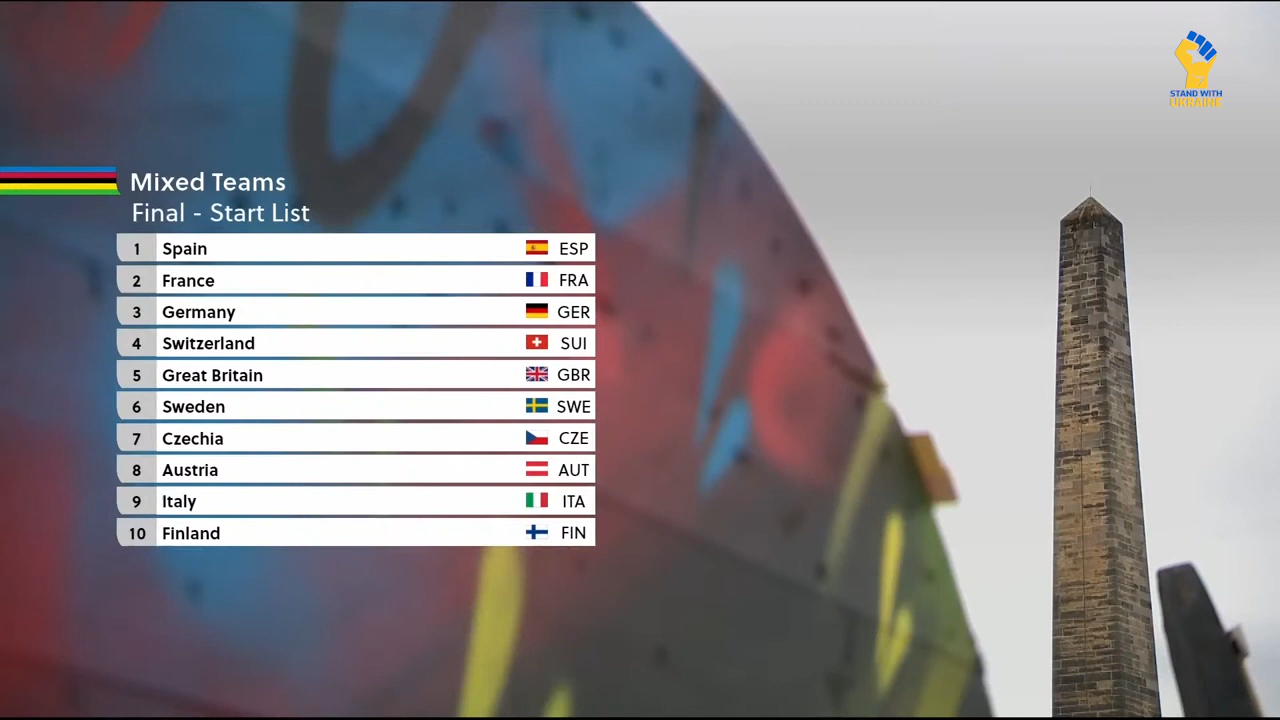 STAND WITH
UKRAINE
Mixed Teams
Final - Start List
1 Spain ESP
2 France FRA
3 Germany GER
4 Switzerland SUI
5 Great Britain GBR
6 Sweden SWE
7 Czechia CZE
8 Austria AUT
9 Italy ITA
10 Finland FIN